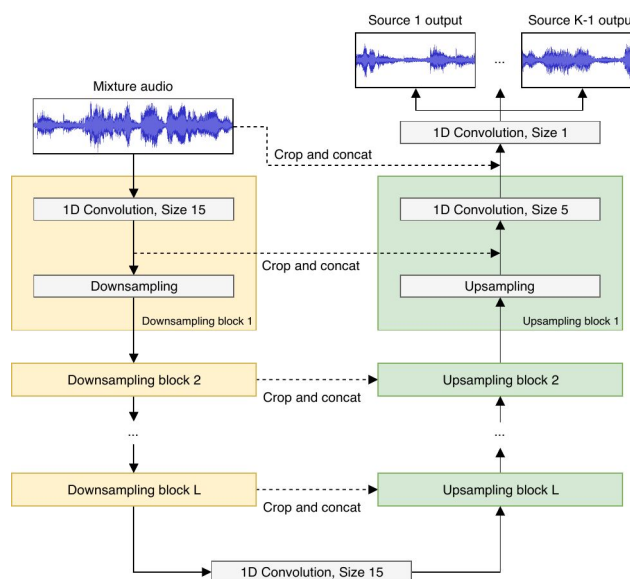 Source 1 output
Source K-1 output
...
Mixture audio
1D Convolution, Size 1
Crop and concat
1D Convolution, Size 15
1D Convolution, Size 5
Crop and concat
Downsampling
Upsampling
Downsampling block 1
Upsampling block 1
Downsampling block 2
Upsampling block 2
Crop and concat
...
...
Downsampling block L
Upsampling block L
Crop and concat
1D Convolution, Size 15